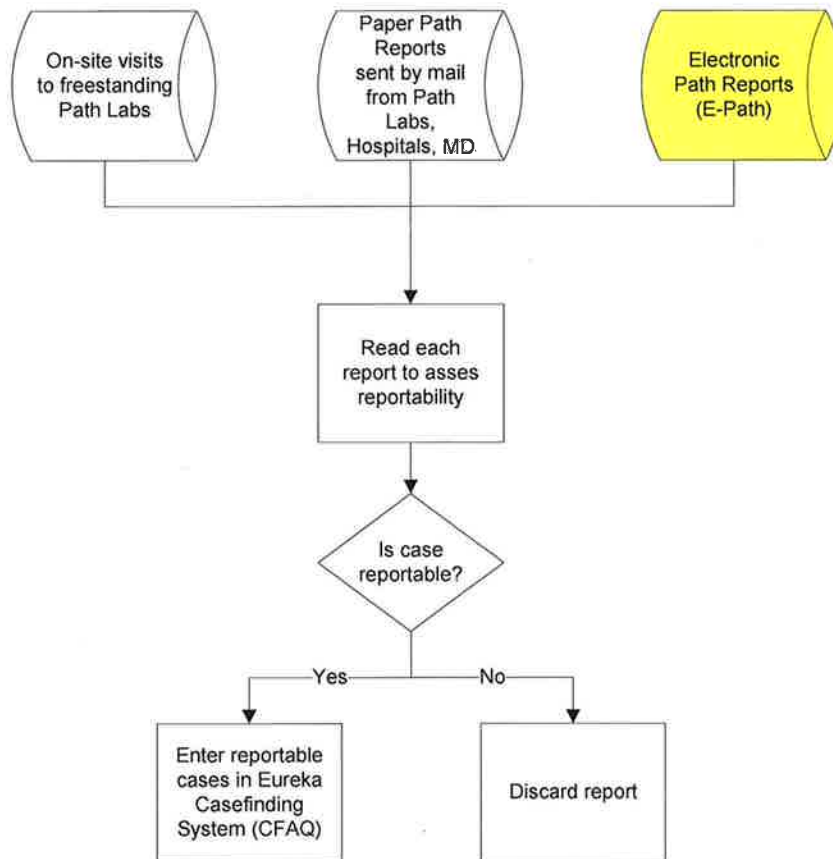 On-site visits
to freestanding
Path Labs
Paper Path
Reports
sent by mail
from Path
Labs,
Hospitals, MD
Electronic
Path Reports
(E-Path)
Read each
report to asses
reportability
Is case
reportable?
Yes
No
Enter reportable
cases in Eureka
Casefinding
System (CFAQ)
Discard report